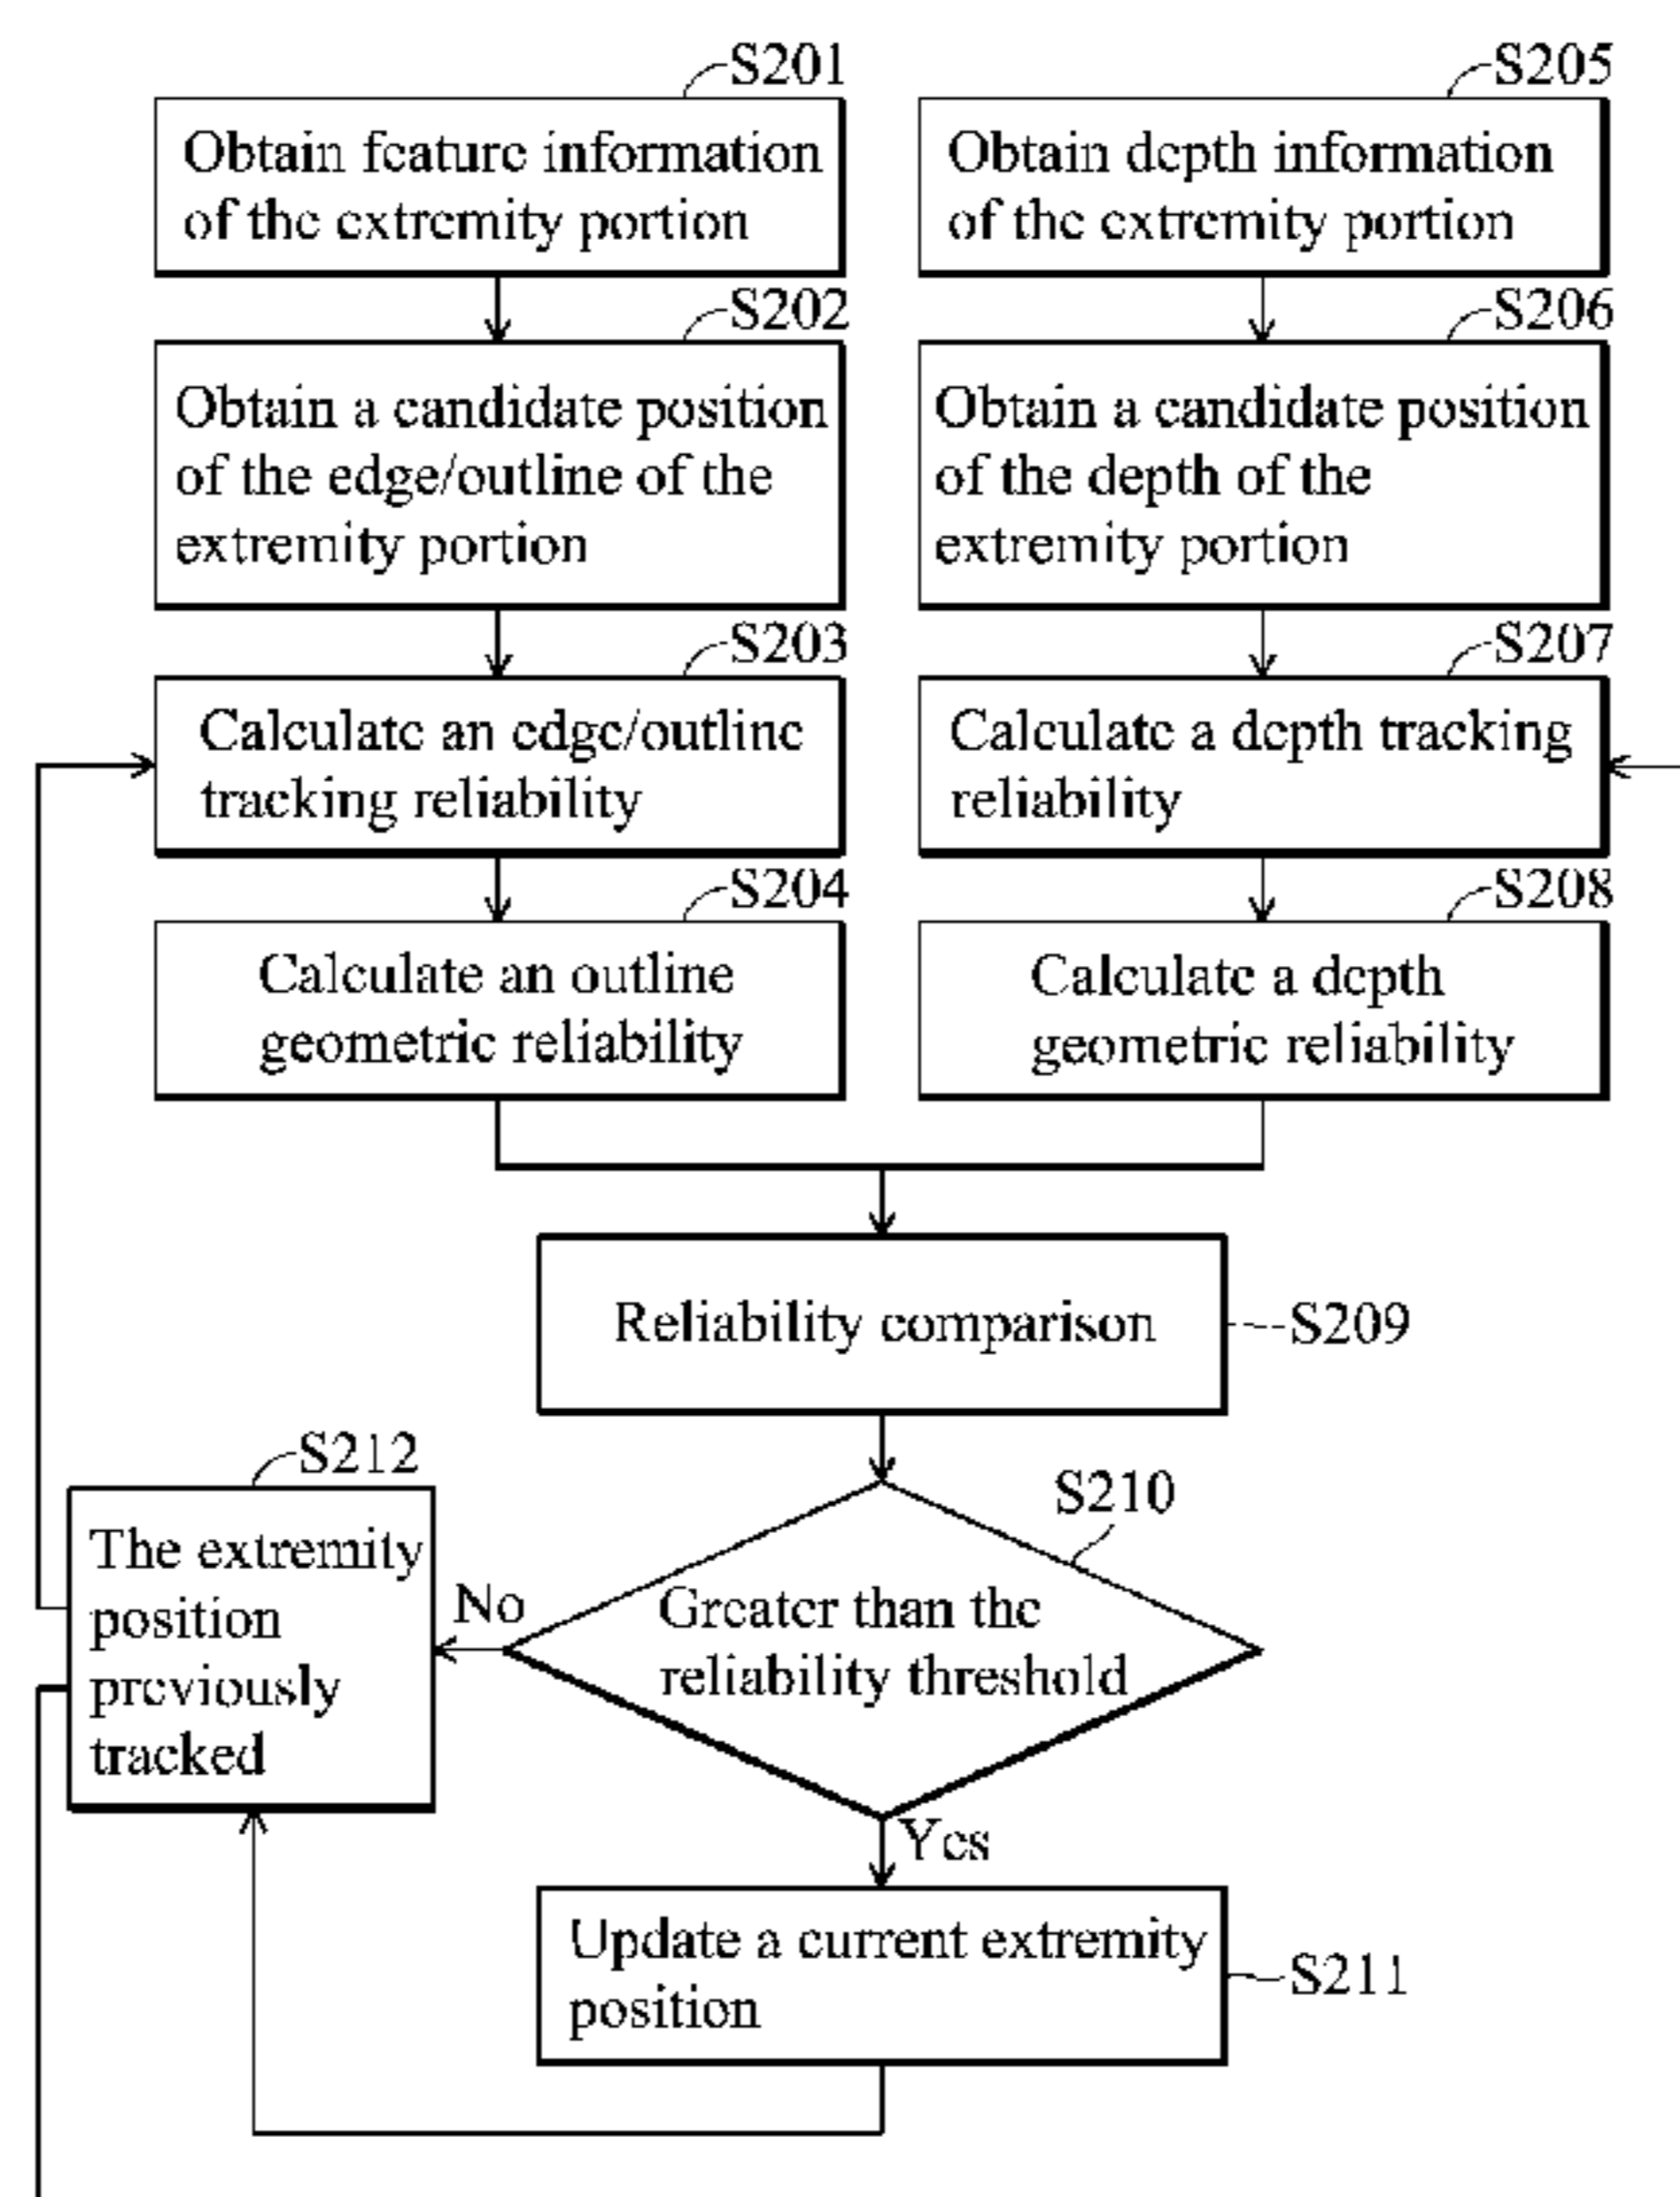 S201
Obtain feature information
of the extremity portion
S202
Obtain a candidate position
of the edge/outline of the
extremity portion
S203
Calculate an edge/outline
tracking reliability
S204
Calculate an outline
geometric reliability
S205
Obtain depth information
of the extremity portion
S206
Obtain a candidate position
of the depth of the
extremity portion
S207
Calculate a depth tracking
reliability
S208
Calculate a depth
geometric reliability
Reliability comparison
S209
S210
Greater than the
reliability threshold
No
Yes
S212
The extremity
position
previously
tracked
Update a current extremity
position
S211